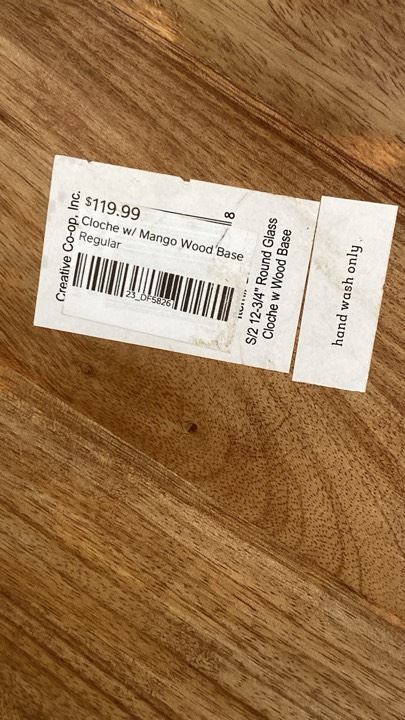 Creative Co-op, Inc.
$119.99
8
Cloche w/ Mango Wood Base
Regular
23_DF5826
S/2 12-3/4" Round Glass
Cloche w Wood Base
hand wash only.